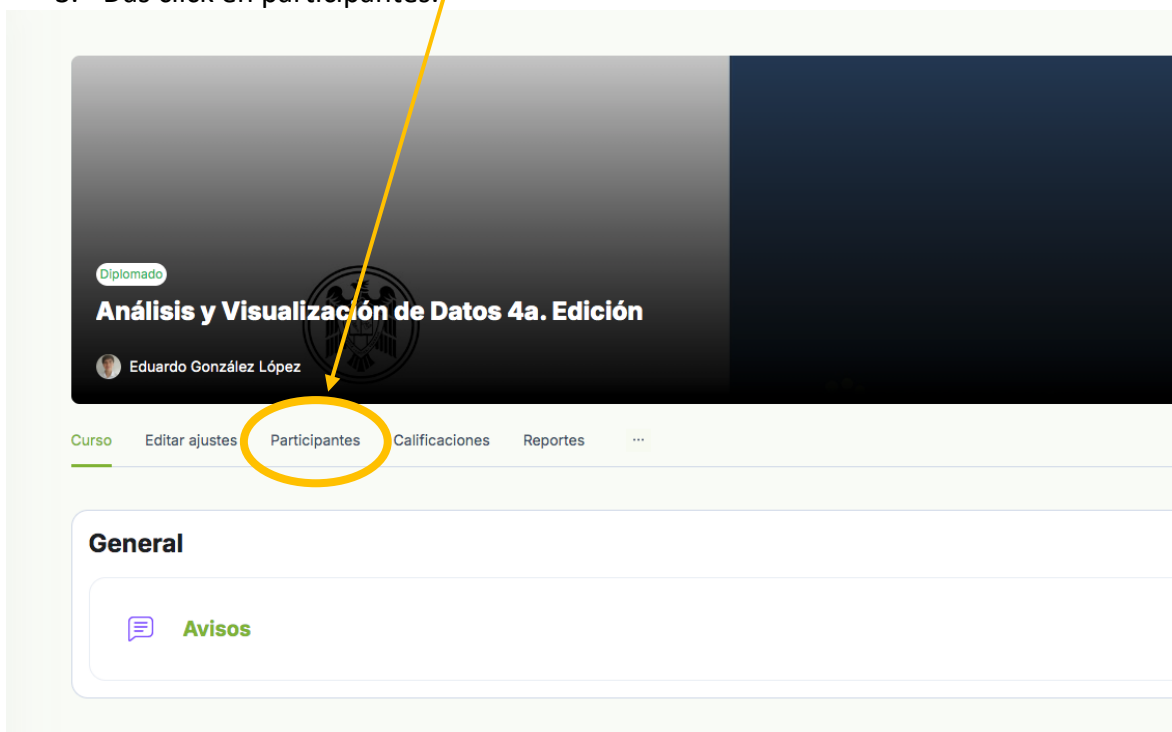 Das click en participantes.
Diplomado
Análisis y Visualización de Datos 4a. Edición
Eduardo González López
Curso Editar ajustes Participantes Calificaciones Reportes ...
General
Avisos